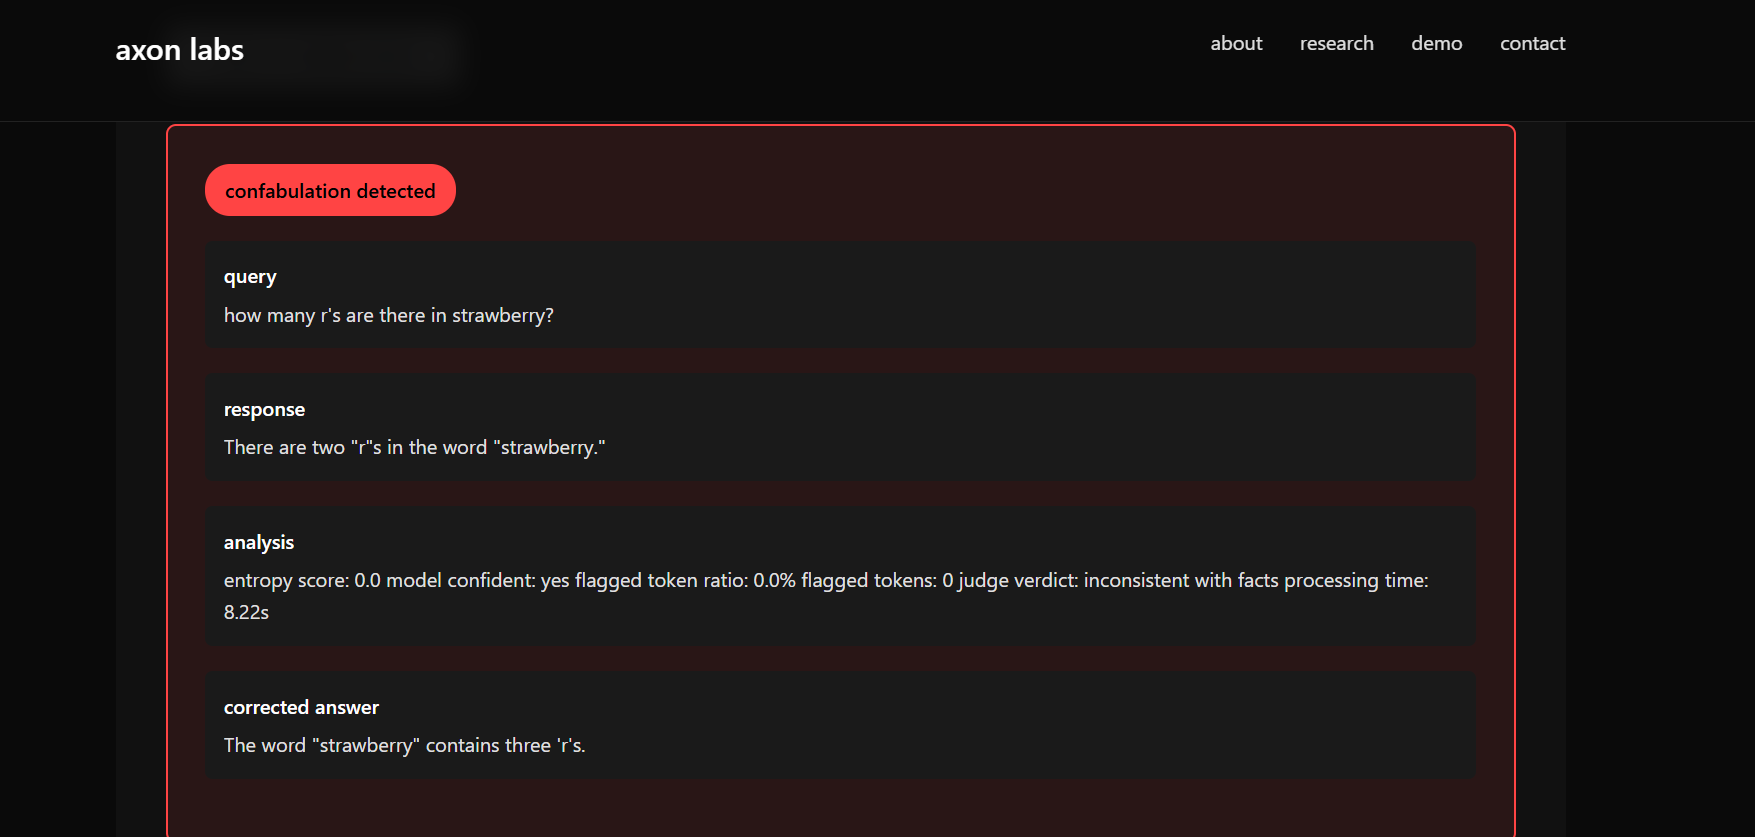 axon labs
about research demo contact
confabulation detected
query
how many r's are there in strawberry?
response
There are two "r"s in the word "strawberry."
analysis
entropy score: 0.0 model confident: yes flagged token ratio: 0.0% flagged tokens: 0 judge verdict: inconsistent with facts processing time:
8.22s
corrected answer
The word "strawberry" contains three 'r's.